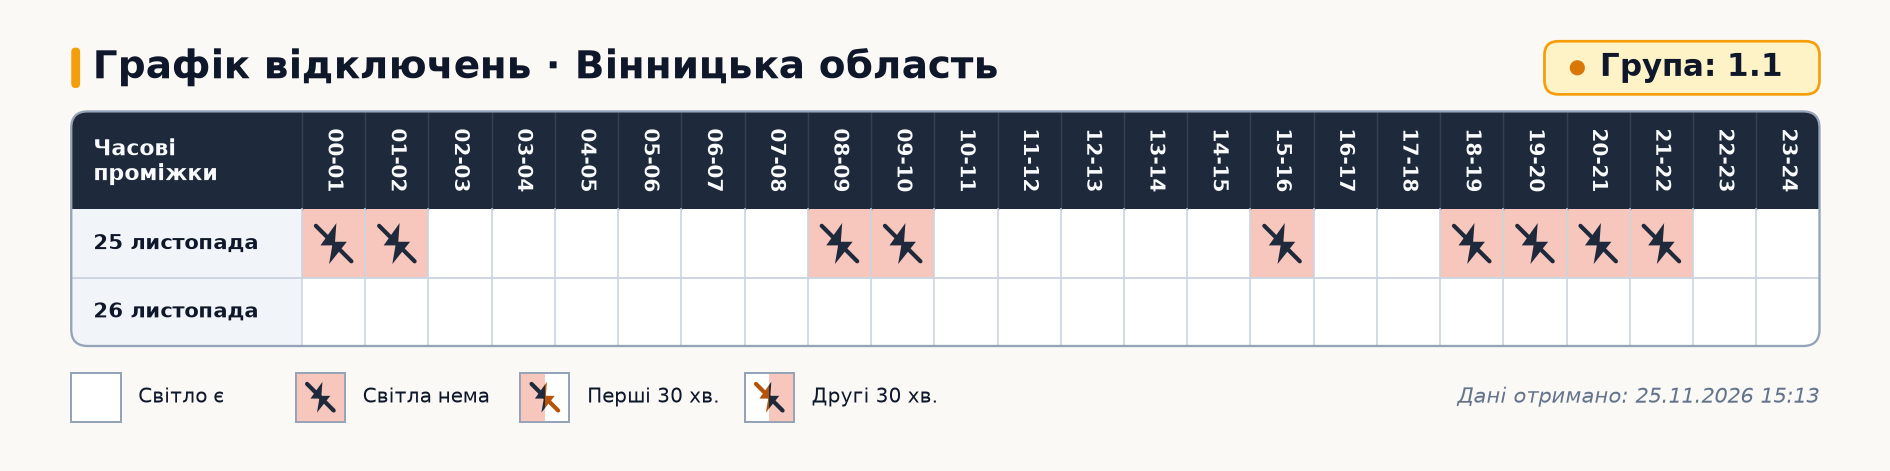 Графік відключень · Вінницька область
Група: 1.1
Часові
проміжки
00-01 01-02 02-03 03-04 04-05 05-06 06-07 07-08 08-09 09-10 10-11 11-12 12-13 13-14 14-15 15-16 16-17 17-18 18-19 19-20 20-21 21-22 22-23 23-24
25 листопада
26 листопада
Світло є
Світла нема
Перші 30 хв.
Другі 30 хв.
Дані отримано: 25.11.2026 15:13